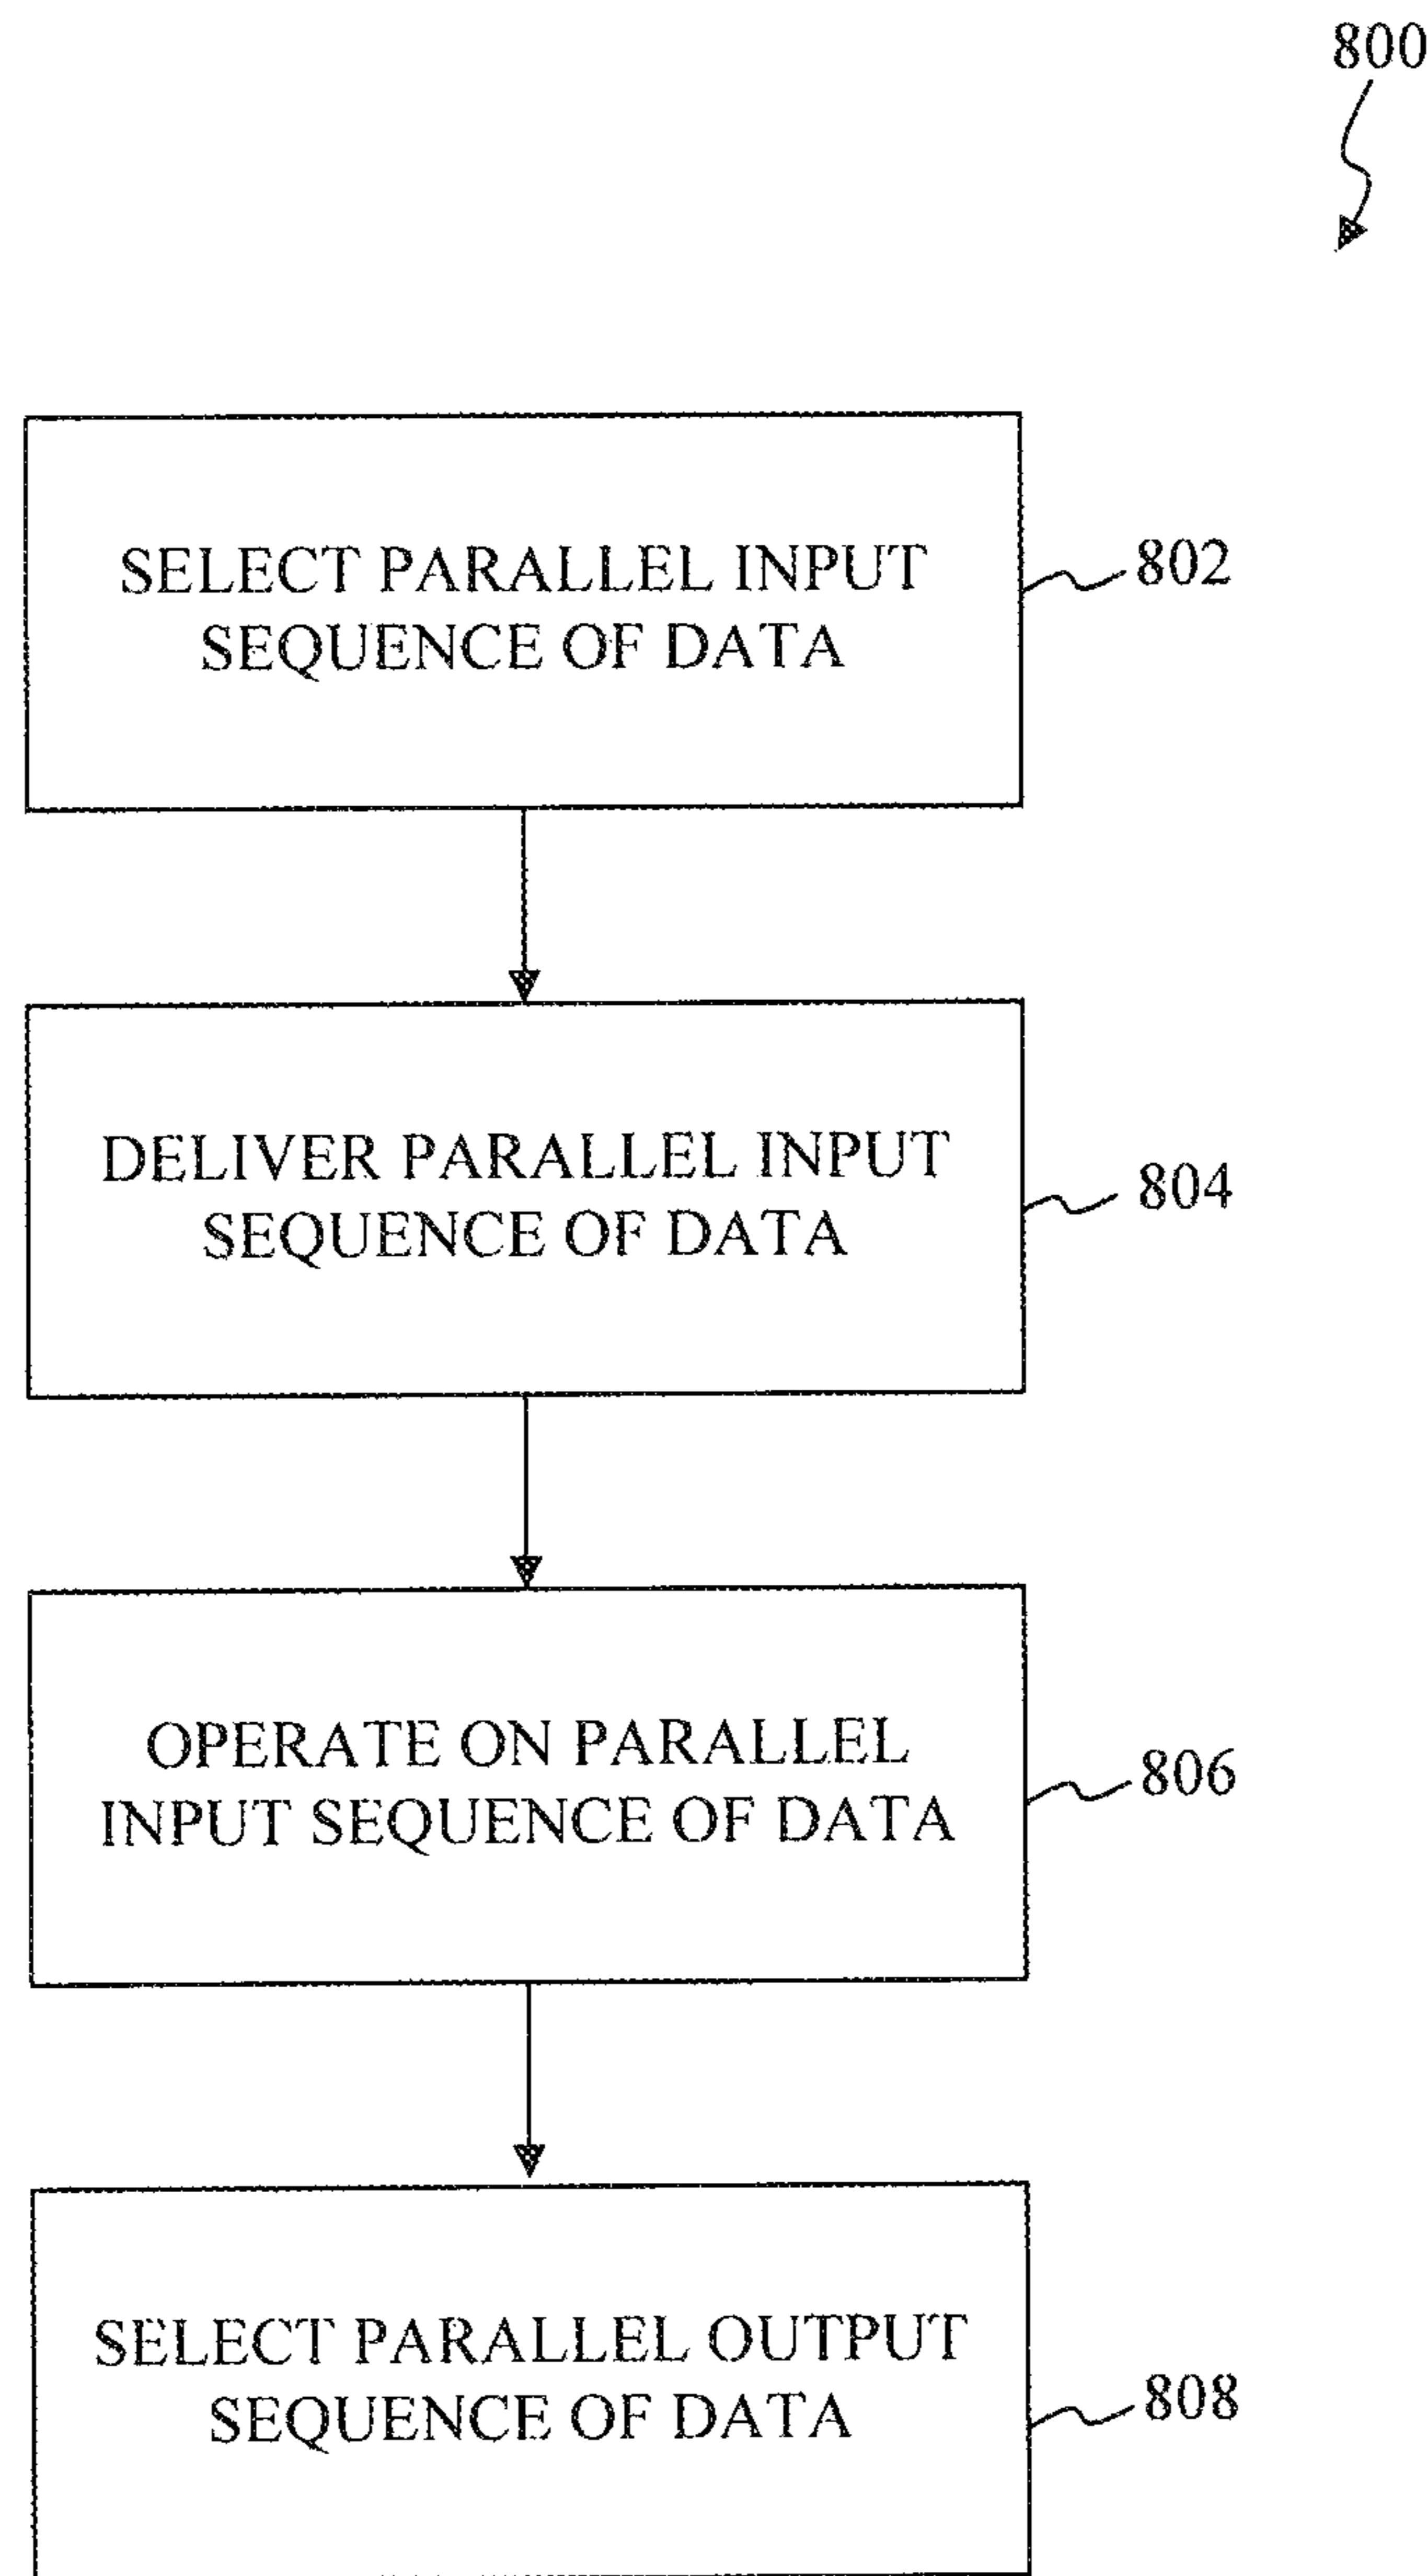 800
SELECT PARALLEL INPUT
SEQUENCE OF DATA
802
DELIVER PARALLEL INPUT
SEQUENCE OF DATA
804
OPERATE ON PARALLEL
INPUT SEQUENCE OF DATA
806
SELECT PARALLEL OUTPUT
SEQUENCE OF DATA
808